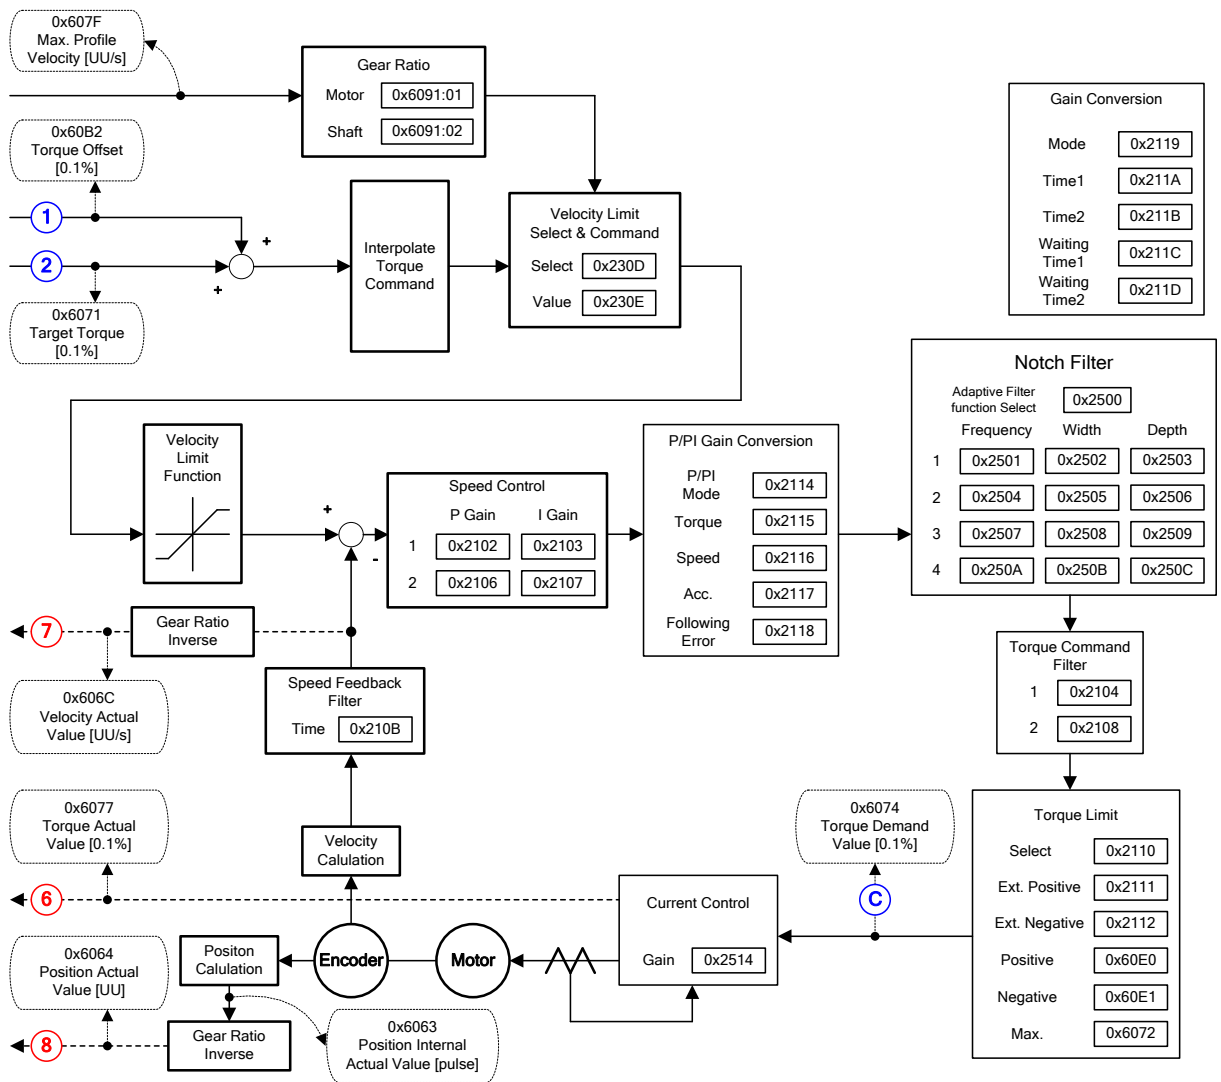 0x607F
Max. Profile
Velocity [UU/s]
Gear Ratio
Motor 0x6091:01
Shaft 0x6091:02
Gain Conversion
Mode 0x2119
Time1 0x211A
Time2 0x211B
Waiting
Time1 0x211C
Waiting
Time2 0x211D
0x60B2
Torque Offset
[0.1%]
1
+
2
+
0x6071
Target Torque
[0.1%]
Interpolate
Torque
Command
Velocity Limit
Select & Command
Select 0x230D
Value 0x230E
Velocity
Limit
Function
+
-
Speed Control
P Gain I Gain
1 0x2102 0x2103
2 0x2106 0x2107
P/PI Gain Conversion
P/PI
Mode 0x2114
Torque 0x2115
Speed 0x2116
Acc. 0x2117
Following
Error 0x2118
Notch Filter
Adaptive Filter
function Select 0x2500
Frequency Width Depth
1 0x2501 0x2502 0x2503
2 0x2504 0x2505 0x2506
3 0x2507 0x2508 0x2509
4 0x250A 0x250B 0x250C
7
Gear Ratio
Inverse
0x606C
Velocity Actual
Value [UU/s]
Speed Feedback
Filter
Time 0x210B
Torque Command
Filter
1 0x2104
2 0x2108
0x6077
Torque Actual
Value [0.1%]
Velocity
Calulation
0x6074
Torque Demand
Value [0.1%]
Torque Limit
Select 0x2110
Ext. Positive 0x2111
Ext. Negative 0x2112
Positive 0x60E0
Negative 0x60E1
Max. 0x6072
6
C
Current Control
Gain 0x2514
0x6064
Position Actual
Value [UU]
Positon
Calulation
Encoder
Motor
8
Gear Ratio
Inverse
0x6063
Position Internal
Actual Value [pulse]